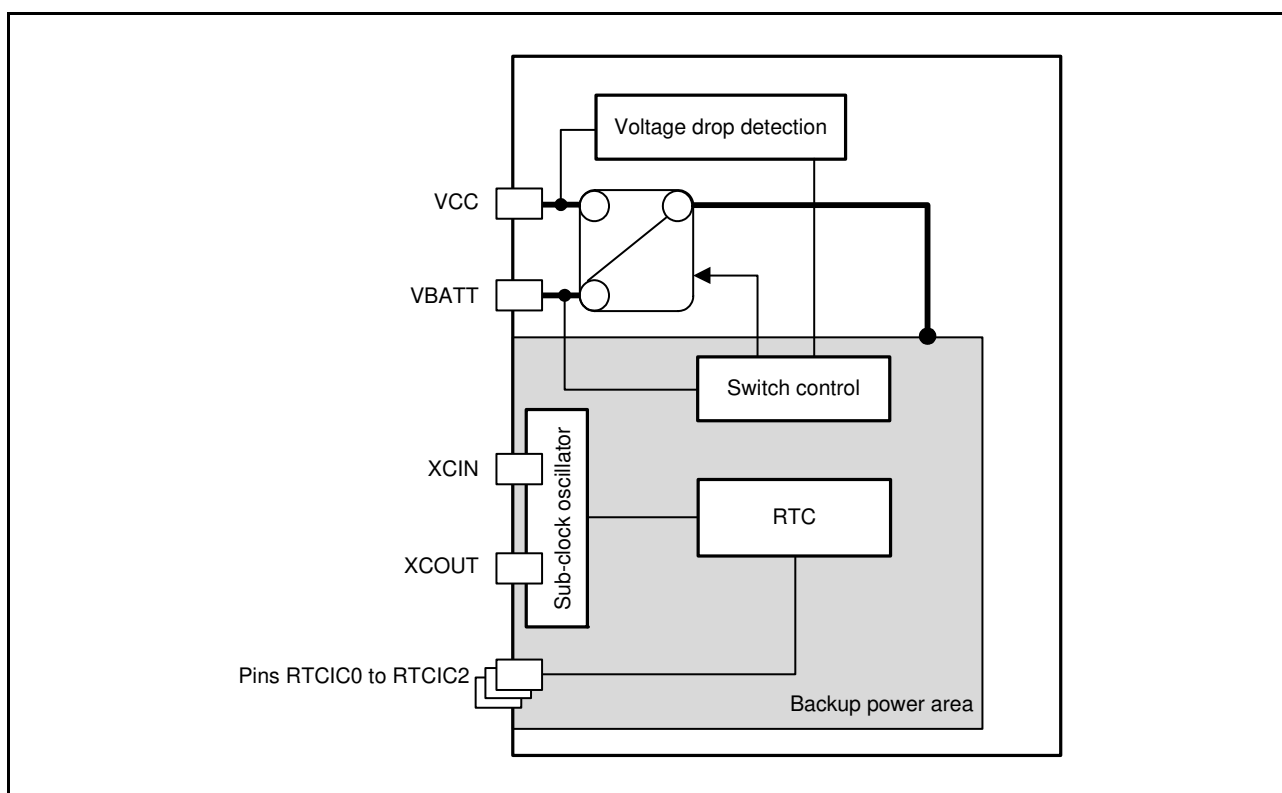 Voltage drop detection
VCC
VBATT
Switch control
XCIN
Sub-clock oscillator
RTC
XCOUT
Pins RTCIC0 to RTCIC2
Backup power area